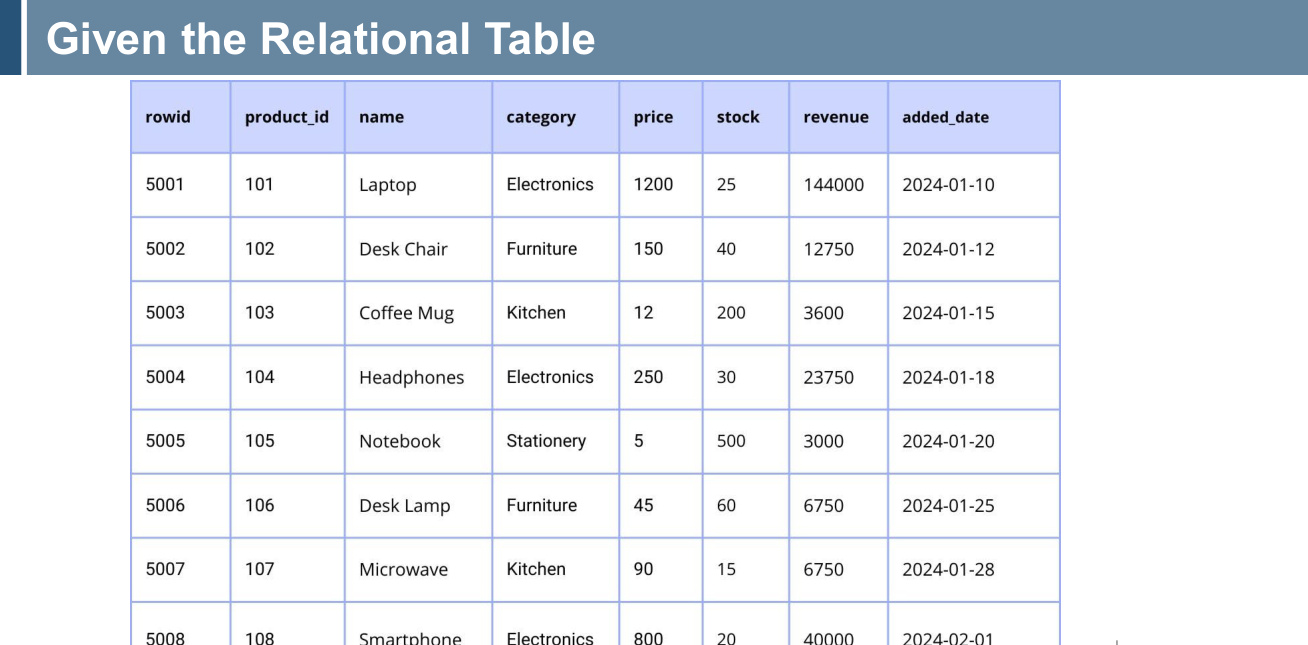 Given the Relational Table
rowid product_id name category price stock revenue added_date
5001 101 Laptop Electronics 1200 25 144000 2024-01-10
5002 102 Desk Chair Furniture 150 40 12750 2024-01-12
5003 103 Coffee Mug Kitchen 12 200 3600 2024-01-15
5004 104 Headphones Electronics 250 30 23750 2024-01-18
5005 105 Notebook Stationery 5 500 3000 2024-01-20
5006 106 Desk Lamp Furniture 45 60 6750 2024-01-25
5007 107 Microwave Kitchen 90 15 6750 2024-01-28
5008 108 Smartphone Electronics 800 20 40000 2024-02-01